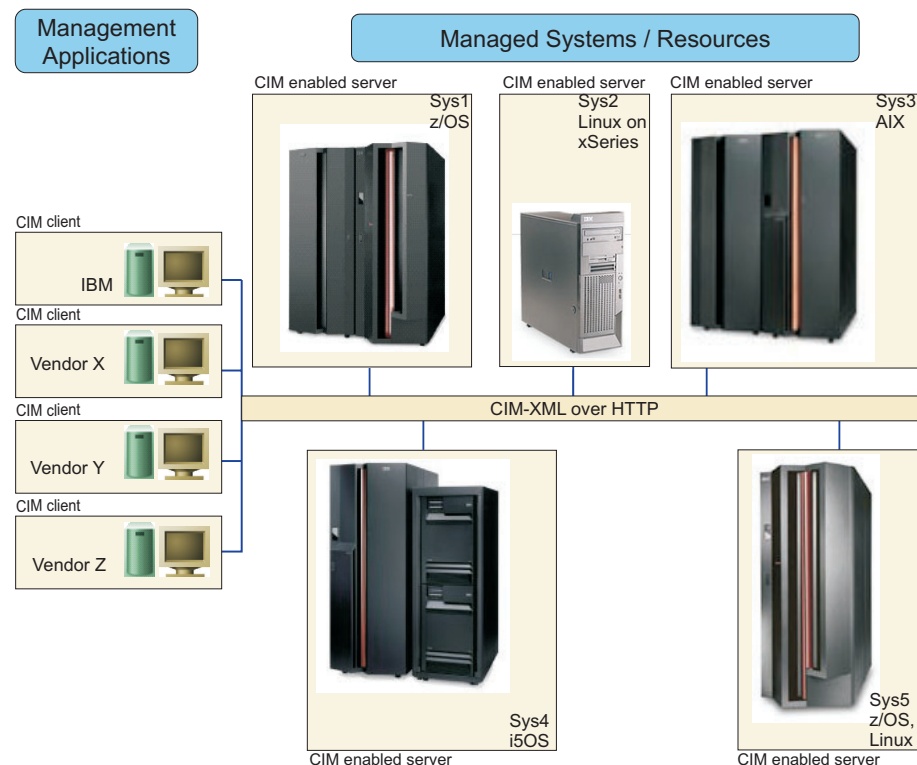 Management
Applications
Managed Systems / Resources
CIM enabled server
Sys1
z/OS
CIM enabled server
Sys2
Linux on
xSeries
CIM enabled server
Sys3
AIX
CIM client
IBM
CIM client
Vendor X
CIM client
Vendor Y
CIM client
Vendor Z
CIM-XML over HTTP
Sys4
i5OS
CIM enabled server
Sys5
z/OS,
Linux
CIM enabled server